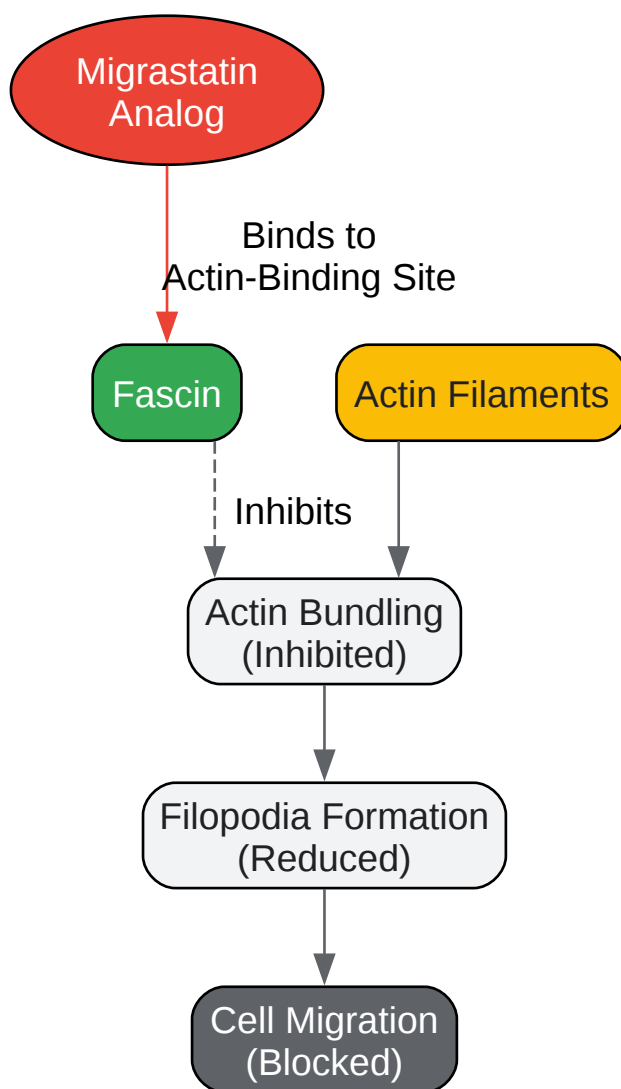 Migrastatin
Analog
Binds to
Actin-Binding Site
Fascin
Actin Filaments
Inhibits
Actin Bundling
(Inhibited)
Filopodia Formation
(Reduced)
Cell Migration
(Blocked)